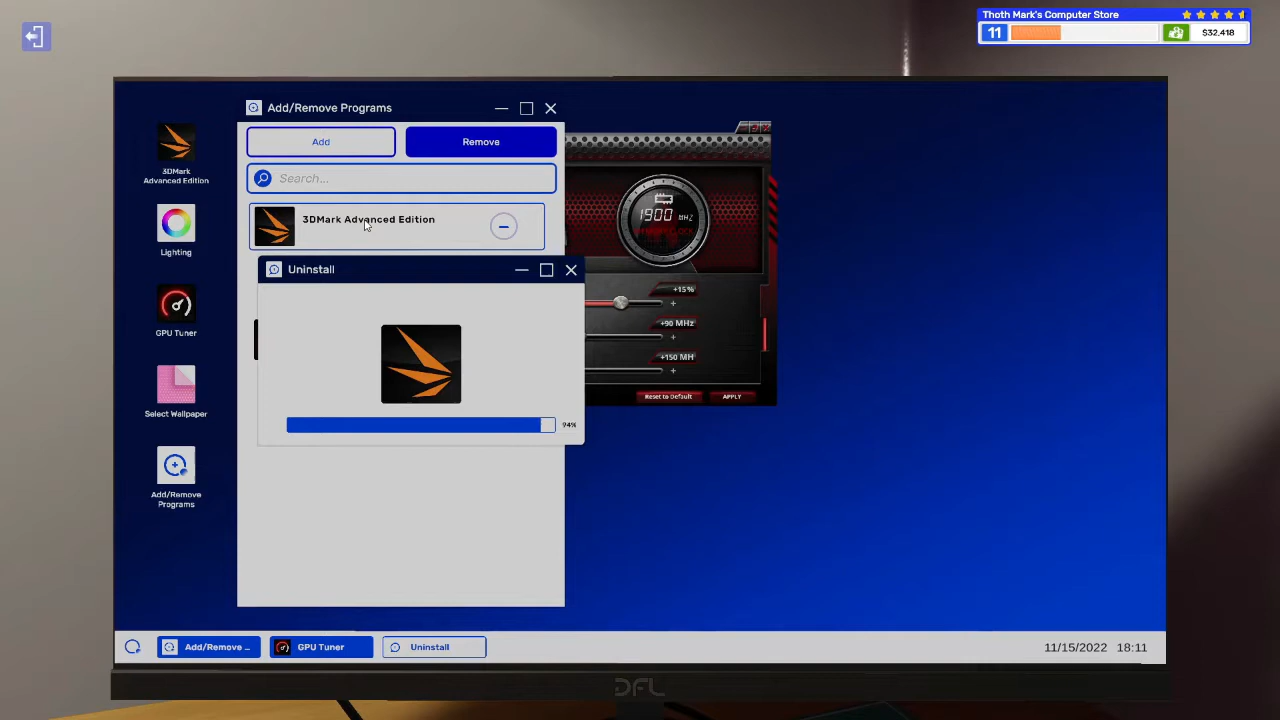 Thoth Mark's Computer Store
11
$32.418
Add/Remove Programs
Add
Remove
Search...
3DMark Advanced Edition
Uninstall
94%
3DMark
Advanced Edition
Lighting
GPU Tuner
Select Wallpaper
Add/Remove
Programs
1900 MHz
+15%
+
+90 MHz
+
+150 MH
+
Reset to Default
APPLY
Add/Remove ...
GPU Tuner
Uninstall
11/15/2022 18:11
DFL